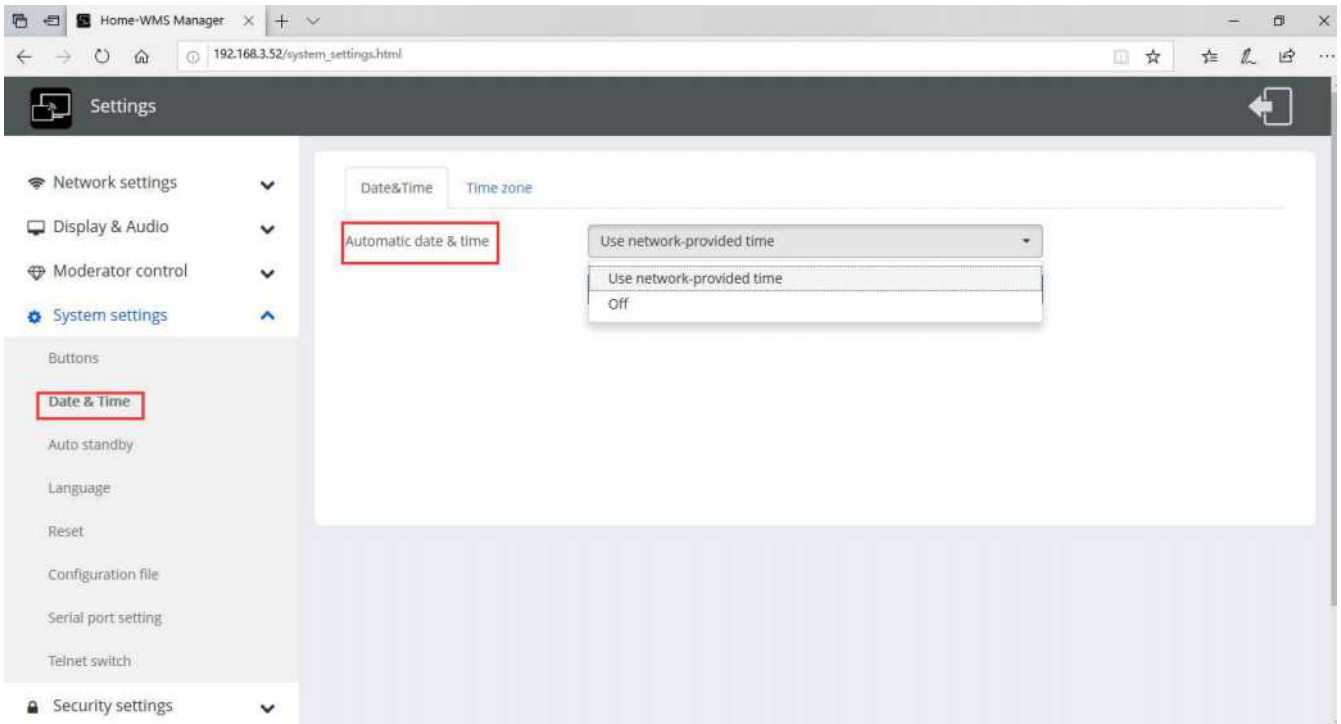 Home-WMS Manager
192.168.3.52/system_settings.html
Settings
Network settings
Display & Audio
Moderator control
System settings
Buttons
Date & Time
Auto standby
Language
Reset
Configuration file
Serial port setting
Telnet switch
Security settings
Date&Time Time zone
Automatic date & time Use network-provided time
Use network-provided time
Off